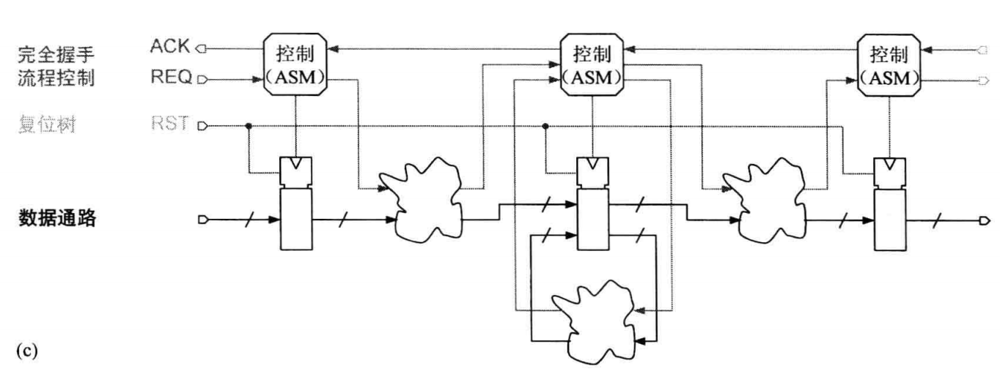 完全握手 ACK 控制 控制 控制
流程控制 REQ (ASM) (ASM) (ASM)
复位树 RST
数据通路
(c)